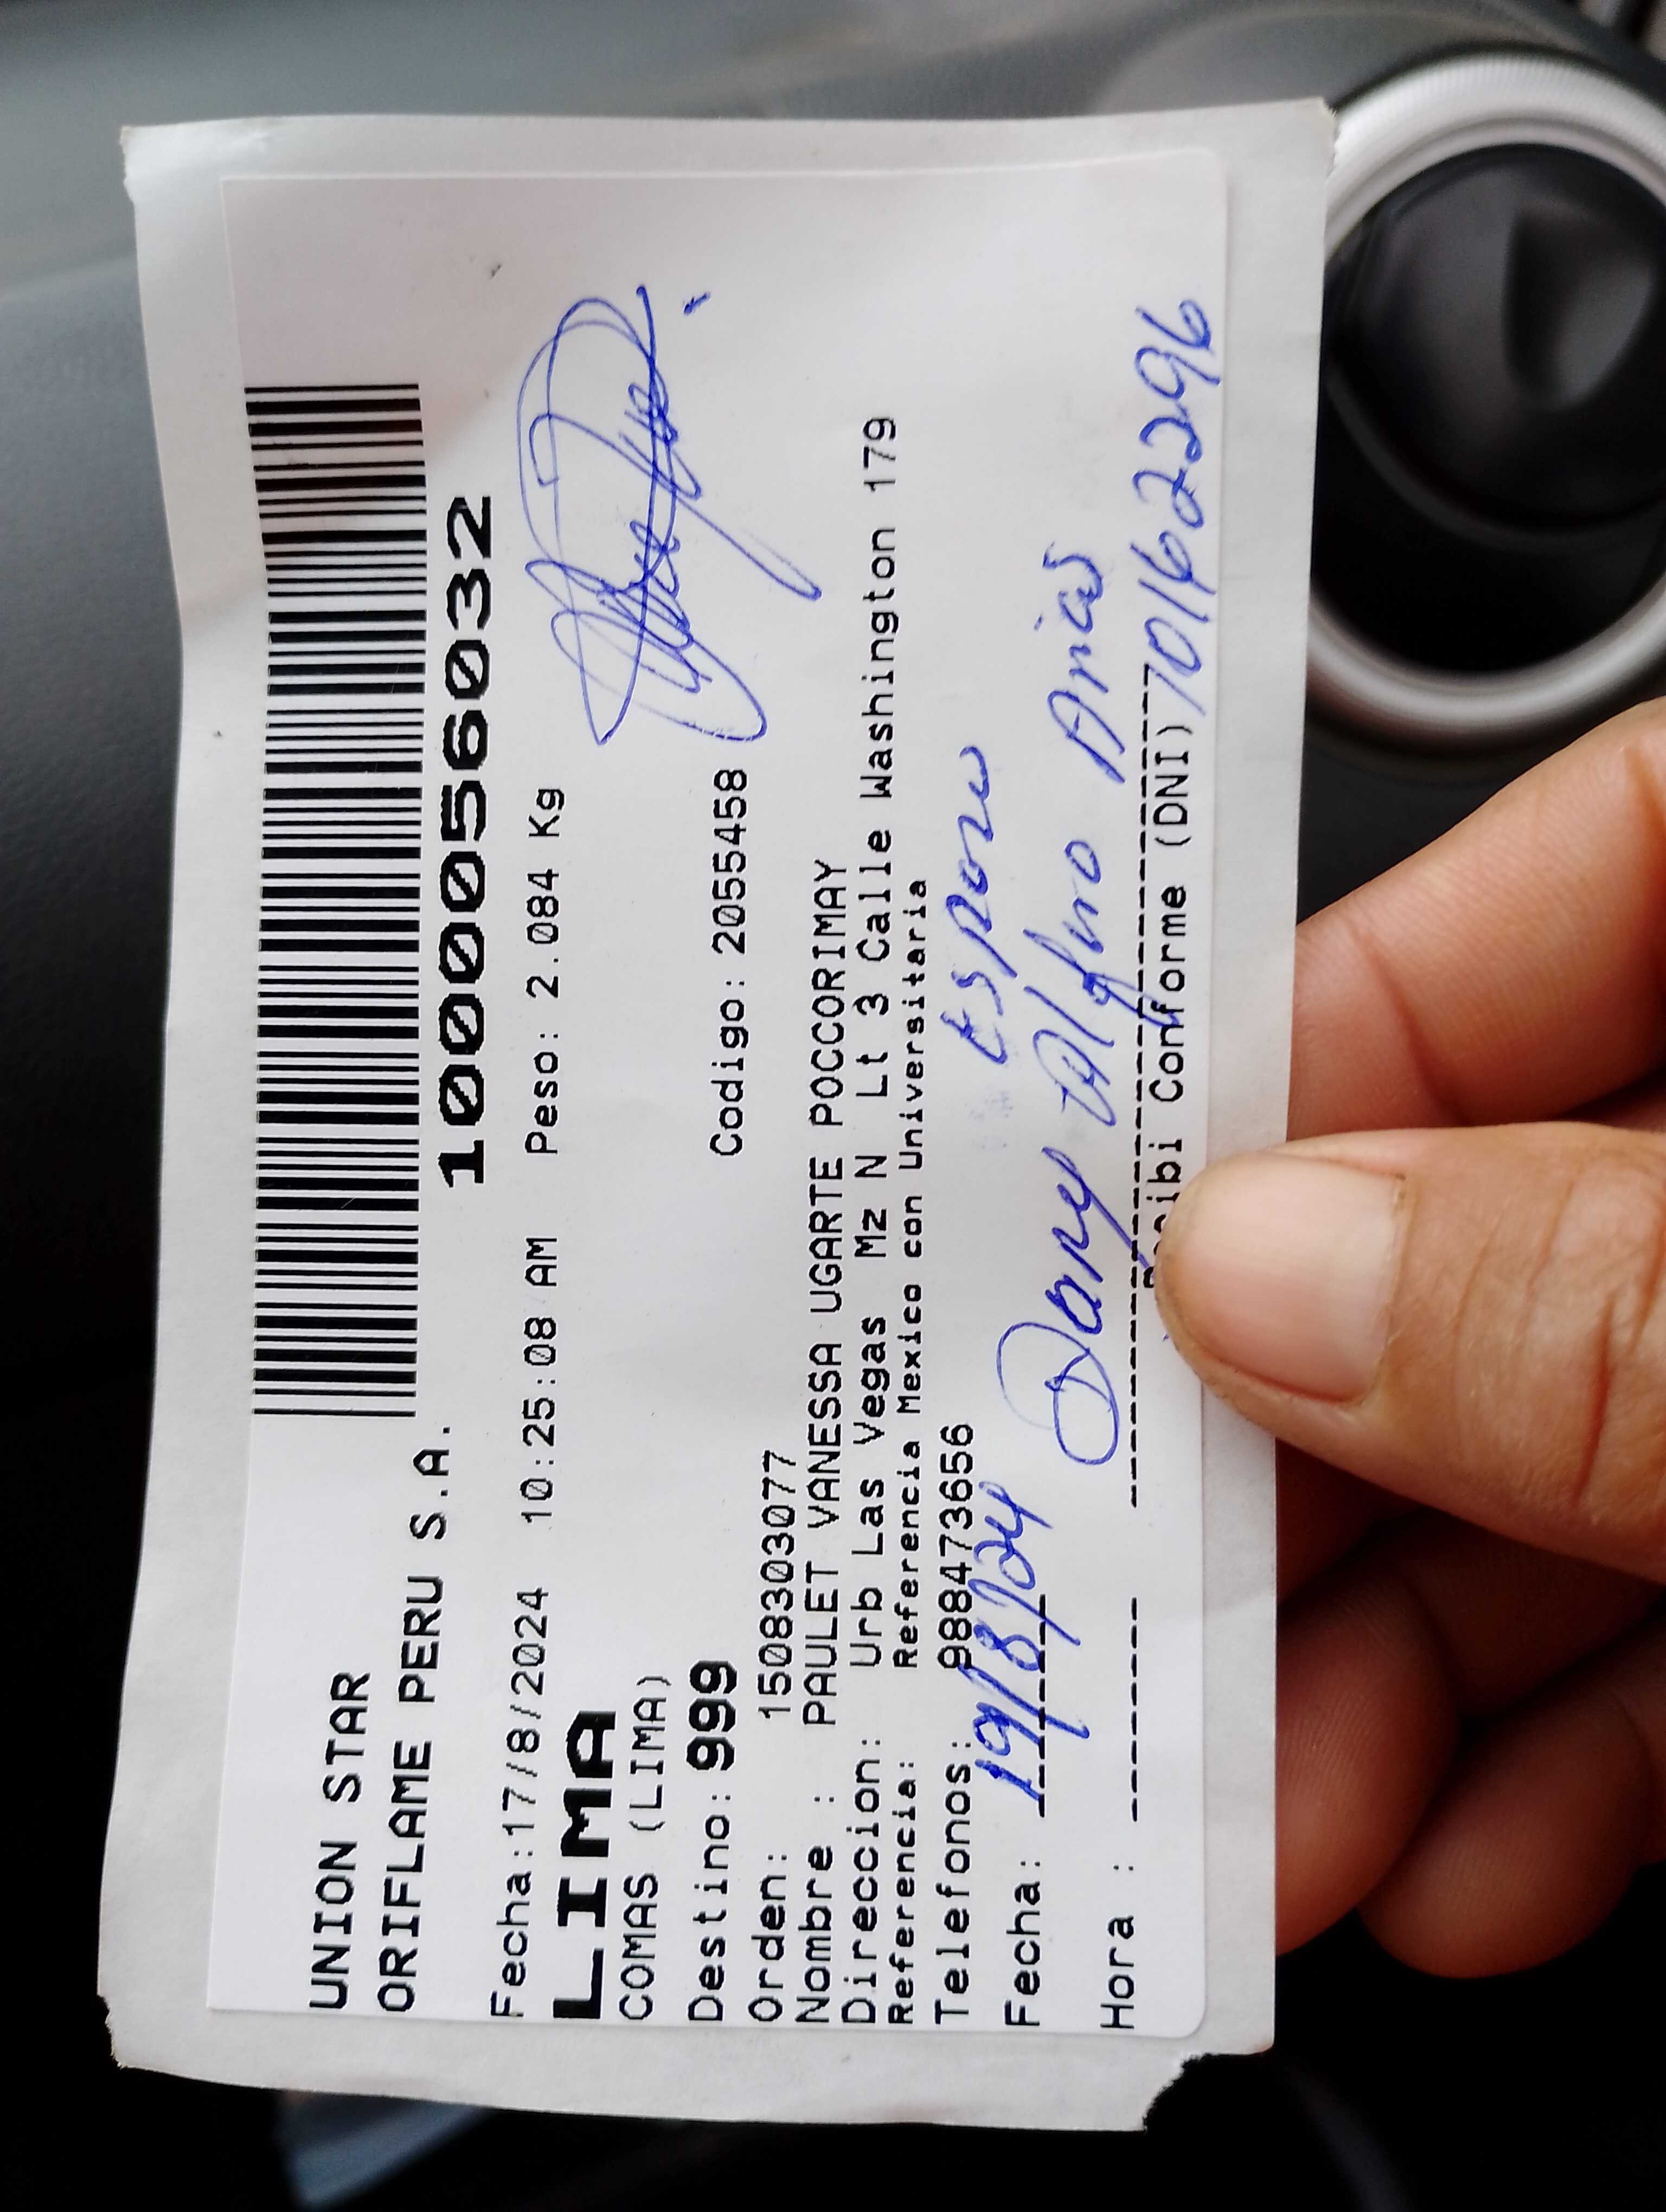 UNION STAR
ORIFLAME PERU S.A.
1000056032
Fecha:17/8/2024 10:25:08 AM Peso: 2.084 Kg
LIMA
COMAS (LIMA)
Destino: 999 Codigo: 2055458
Orden: 1508303077
Nombre : PAULET VANESSA UGARTE POCCORIMAY
Direccion: Urb Las Vegas Mz N Lt 3 Calle Washington 179
Referencia: Referencia Mexico con Universitaria
Telefonos: 988473656
esposo
Fecha: 19/8/24
Dany Arias
Hora :
Recibi Conforme (DNI) 70162296